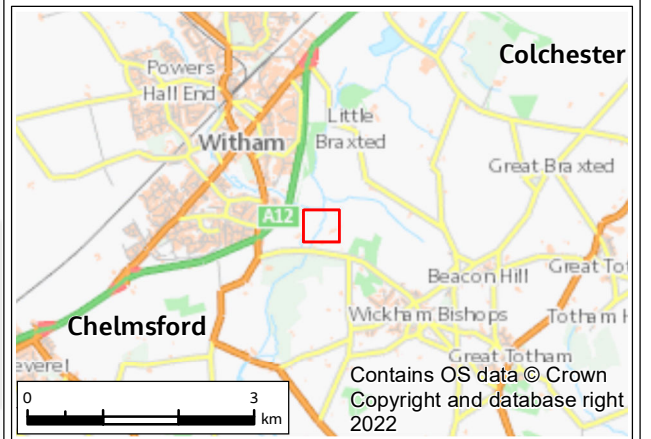 Colchester
Powers
Hall End
Little
Braxted
Witham
Great Braxted
A12
Beacon Hill
Great Tot
Chelmsford
Wickham Bishops
Totham H
Great Totham
everel
0 3
km
Contains OS data © Crown
Copyright and database right
2022